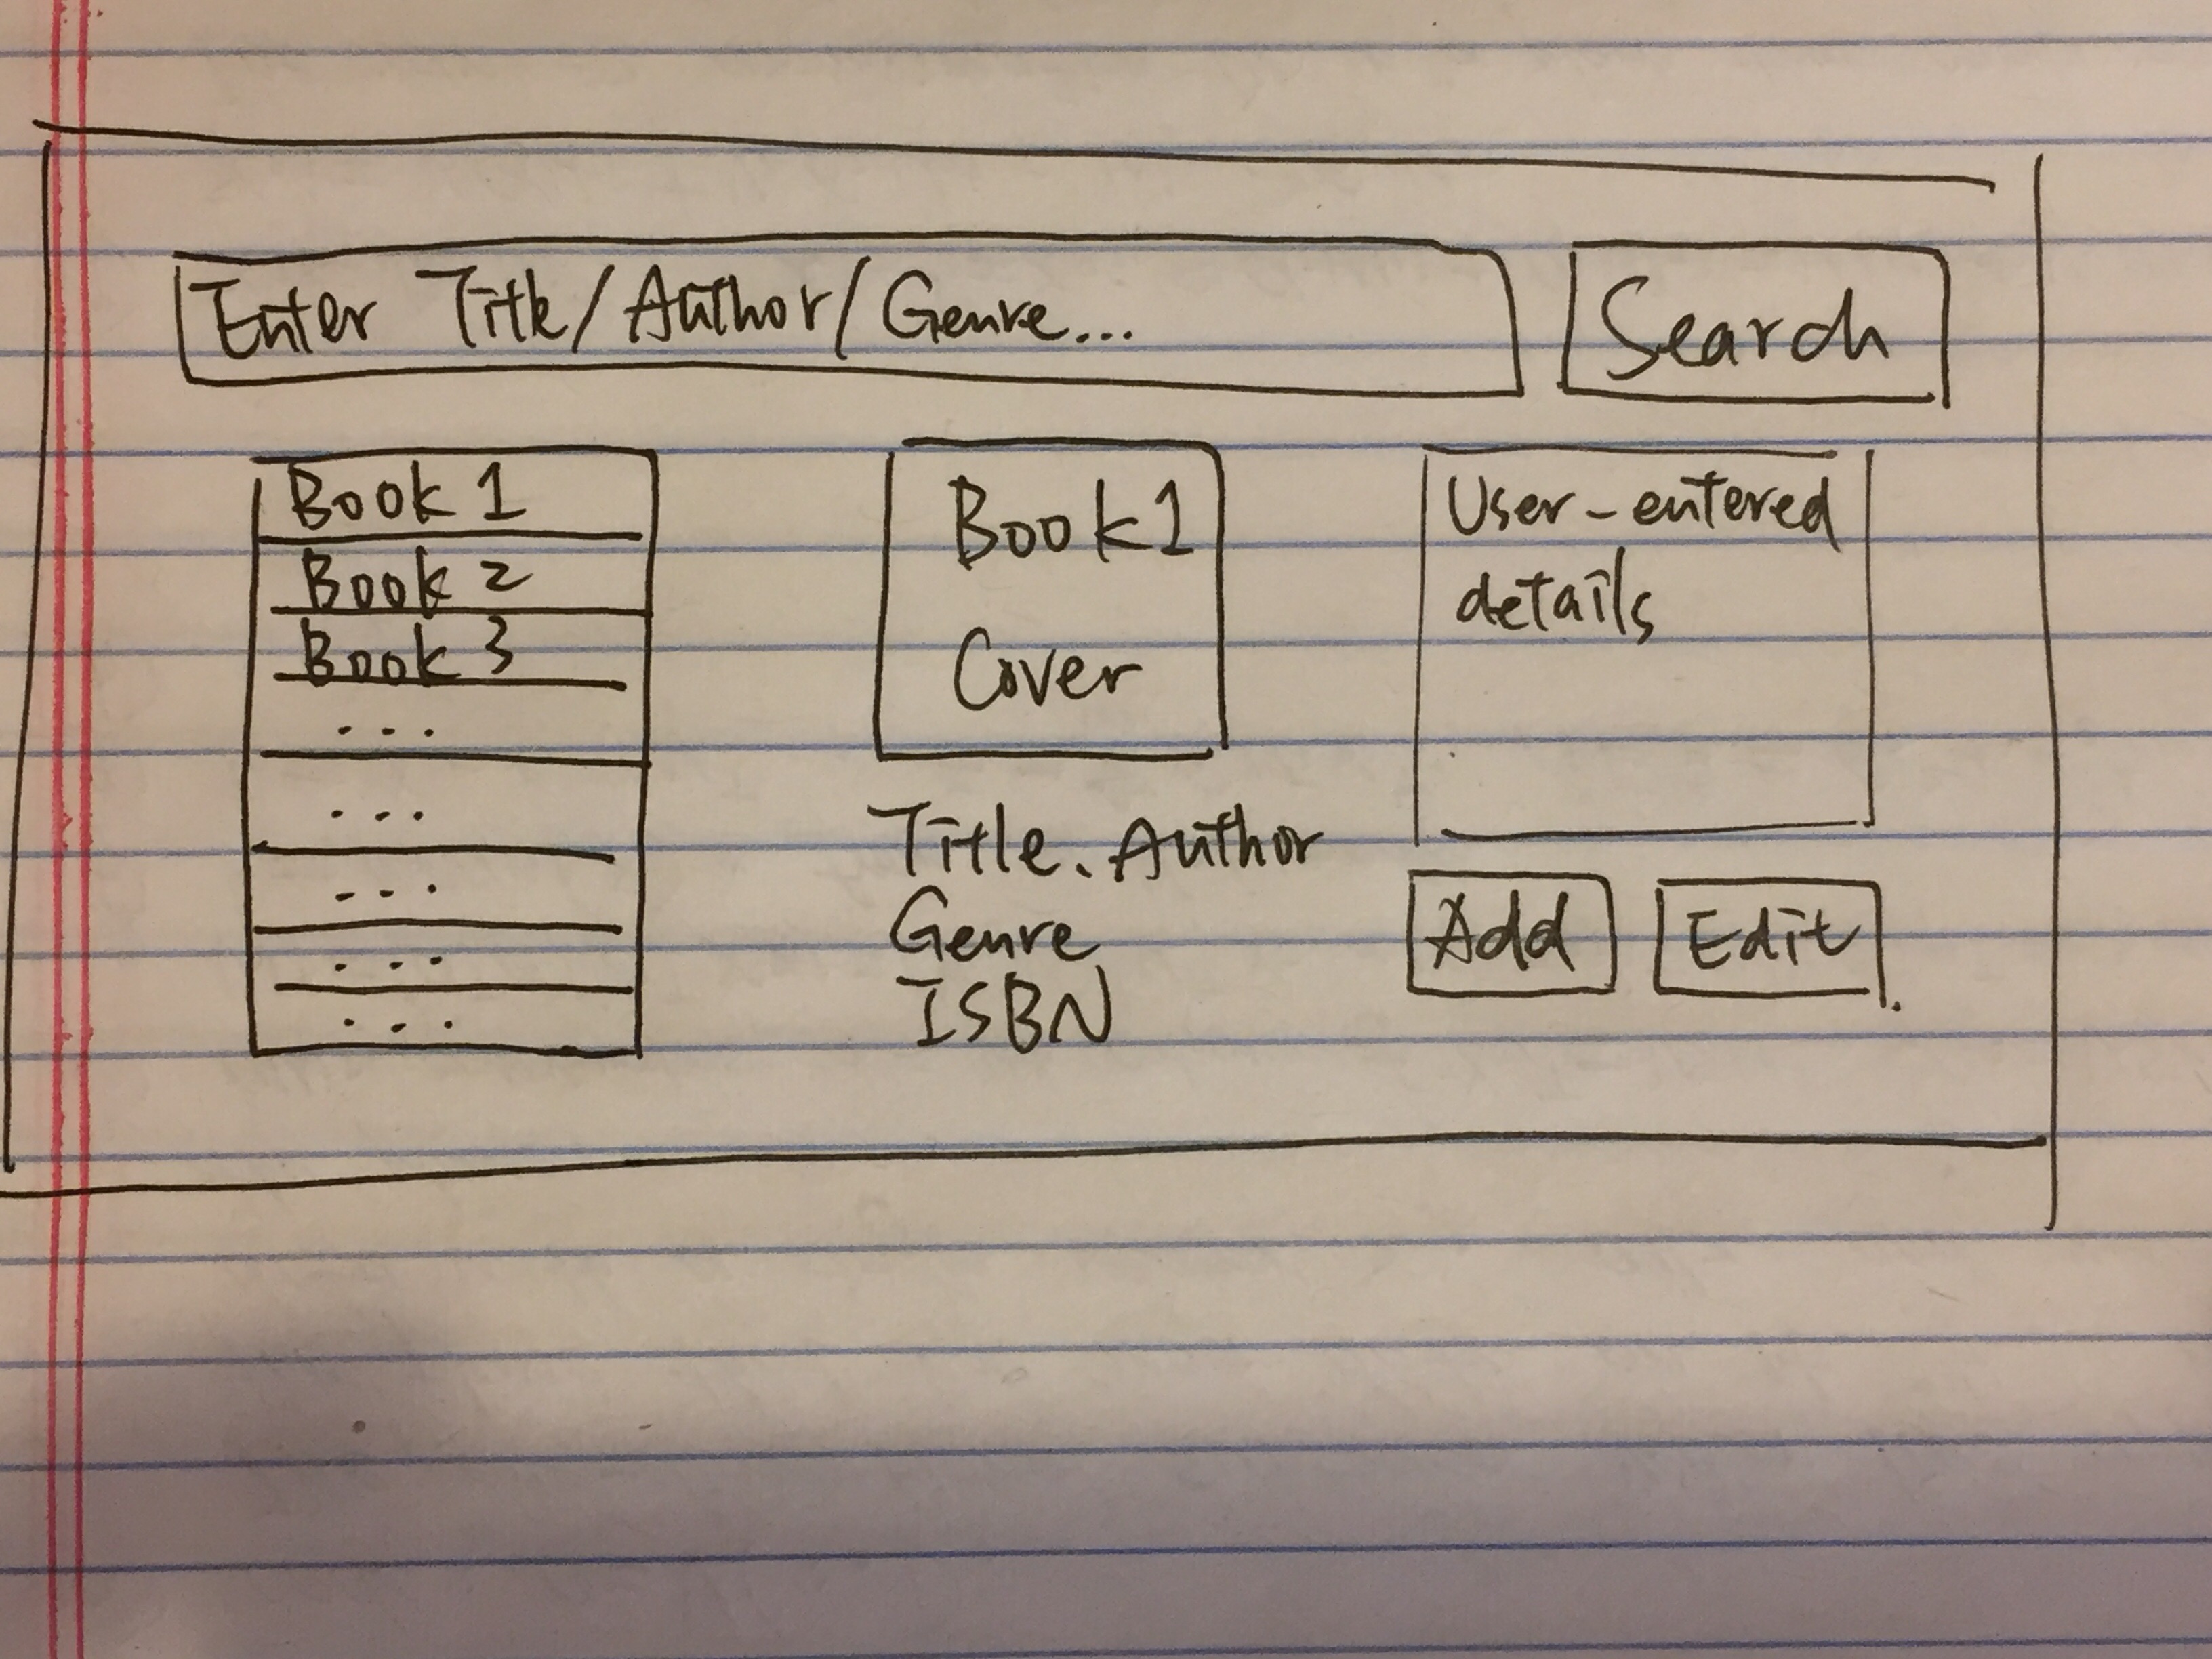 Enter Title/Author/Genre...
Search
Book 1
Book 2
Book 3
...
...
...
...
...
Book 1
Cover
Title. Author
Genre
ISBN
User-entered
details
Add
Edit